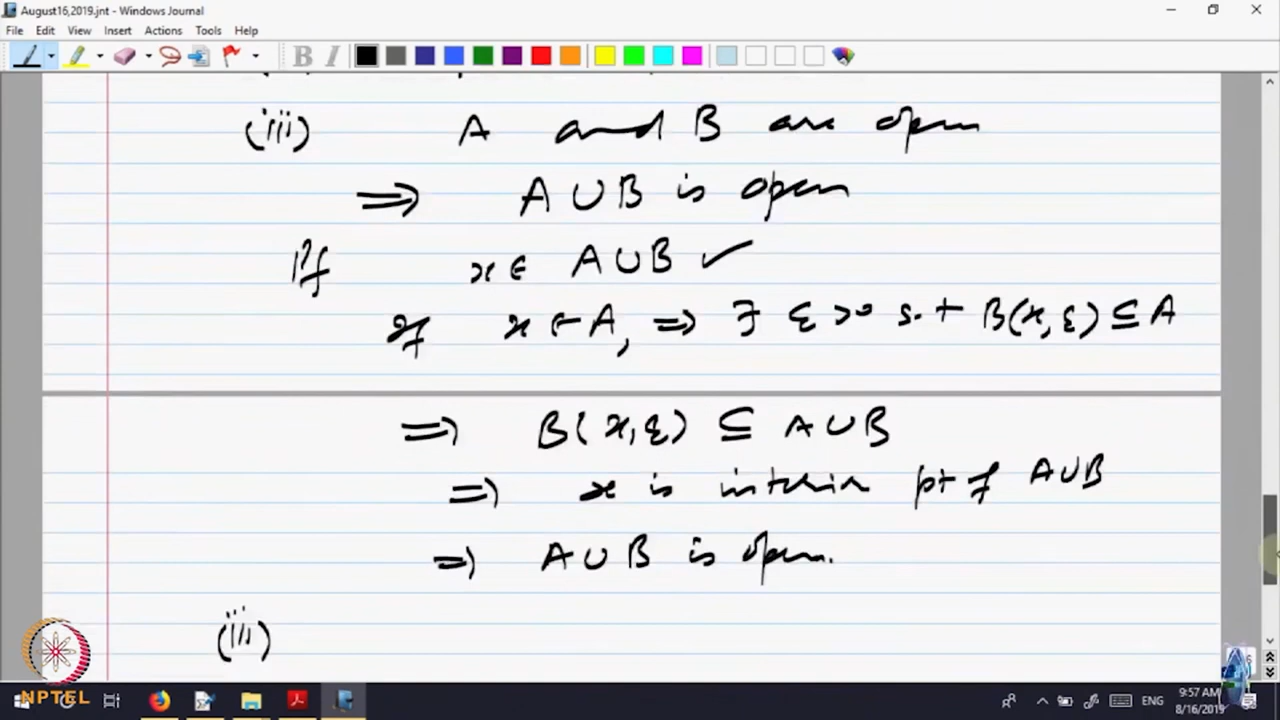 August16,2019.jnt - Windows Journal
File Edit View Insert Actions Tools Help
B I
(iii) A and B are open
⇒ A ∪ B is open
Pf x ∈ A ∪ B ✓
If x ∈ A, ⇒ ∃ ε > 0 s.t B(x, ε) ⊆ A
⇒ B(x, ε) ⊆ A ∪ B
⇒ x is interior pt of A ∪ B
⇒ A ∪ B is open.
(iii)
NPTEL
ENG
9:57 AM
8/16/2019